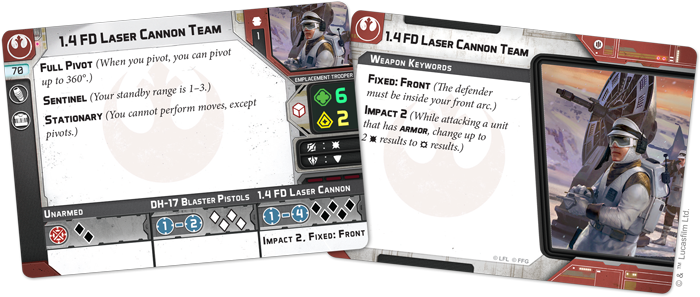 1.4 FD Laser Cannon Team
1
70
Full Pivot (When you pivot, you can pivot
up to 360°.)
Sentinel (Your standby range is 1–3.)
Stationary (You cannot perform moves, except
pivots.)
Emplacement Trooper
6
2
Unarmed
DH-17 Blaster Pistols
1–2
1.4 FD Laser Cannon
1–4
Impact 2, Fixed: Front
1.4 FD Laser Cannon Team
Weapon Keywords
Fixed: Front (The defender
must be inside your front arc.)
Impact 2 (While attacking a unit
that has armor, change up to
2 results to results.)
© LFL © FFG
© & ™ Lucasfilm Ltd.